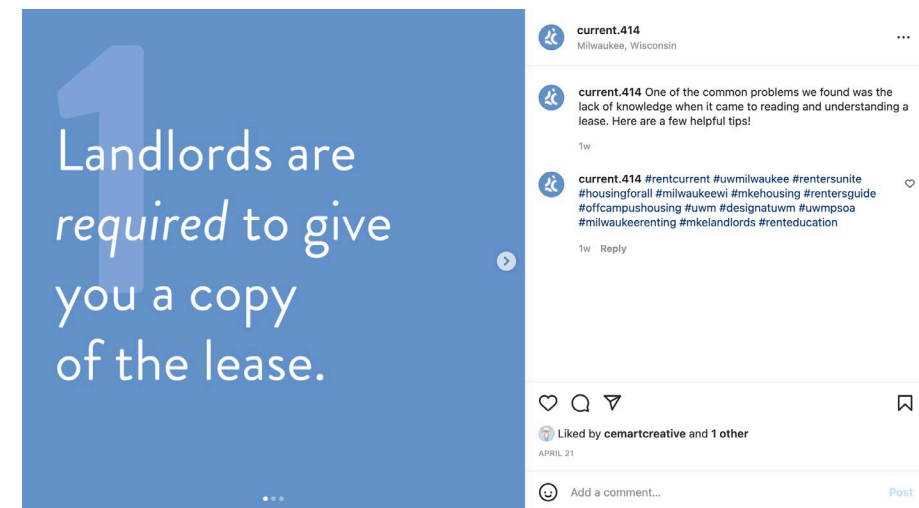 1
Landlords are
required to give
you a copy
of the lease.
current.414
Milwaukee, Wisconsin
current.414 One of the common problems we found was the
lack of knowledge when it came to reading and understanding a
lease. Here are a few helpful tips!
1w
current.414 #rentcurrent #uwmilwaukee #rentersunite
#housingforall #milwaukeewi #mkehousing #rentersguide
#offcampushousing #uwm #designatuwm #uwmpsoa
#milwaukeerenting #mkelandlords #renteducation
1w Reply
Liked by cemartcreative and 1 other
APRIL 21
Add a comment...
Post